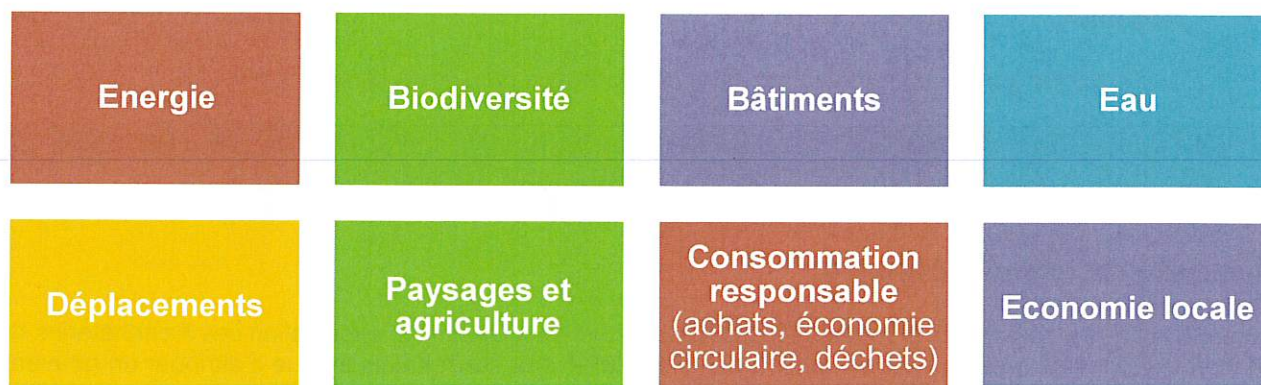 Energie
Biodiversité
Bâtiments
Eau
Déplacements
Paysages et
agriculture
Consommation
responsable
(achats, économie
circulaire, déchets)
Economie locale